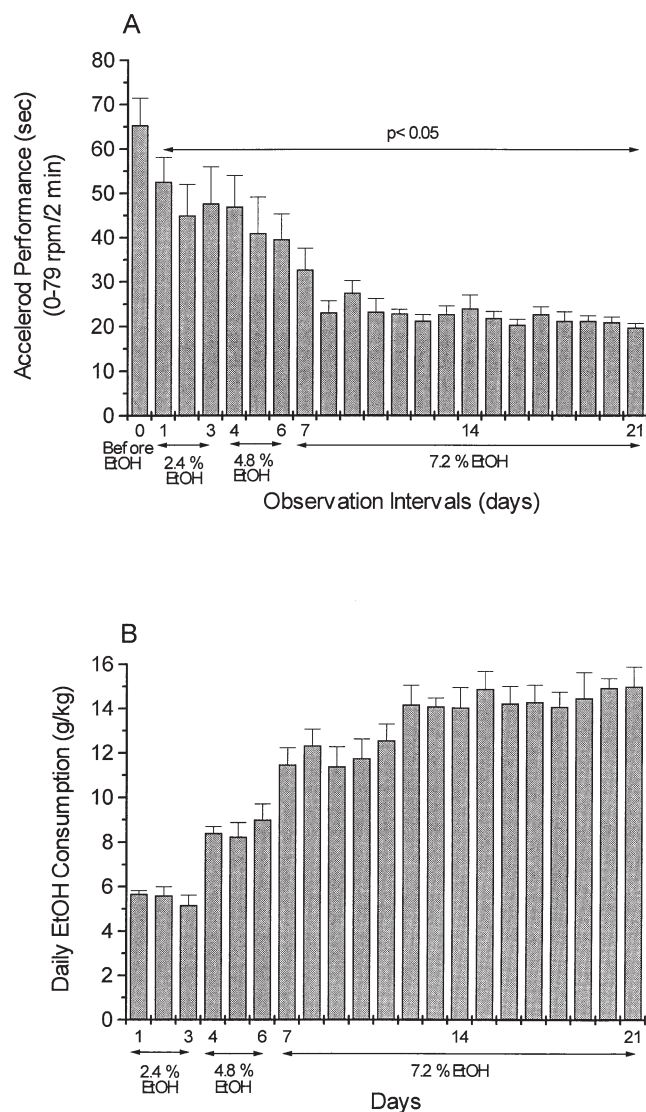 A
Accelerod Performance (sec)
(0-79 rpm/2 min)
80
70
60
50
40
30
20
10
0
p< 0.05
0 1 3 4 6 7 14 21
Before
EtOH
2.4 %
EtOH
4.8 %
EtOH
7.2 % EtOH
Observation Intervals (days)
B
Daily EtOH Consumption (g/kg)
16
14
12
10
8
6
4
2
0
1 3 4 6 7 14 21
2.4 %
EtOH
4.8 %
EtOH
7.2 % EtOH
Days